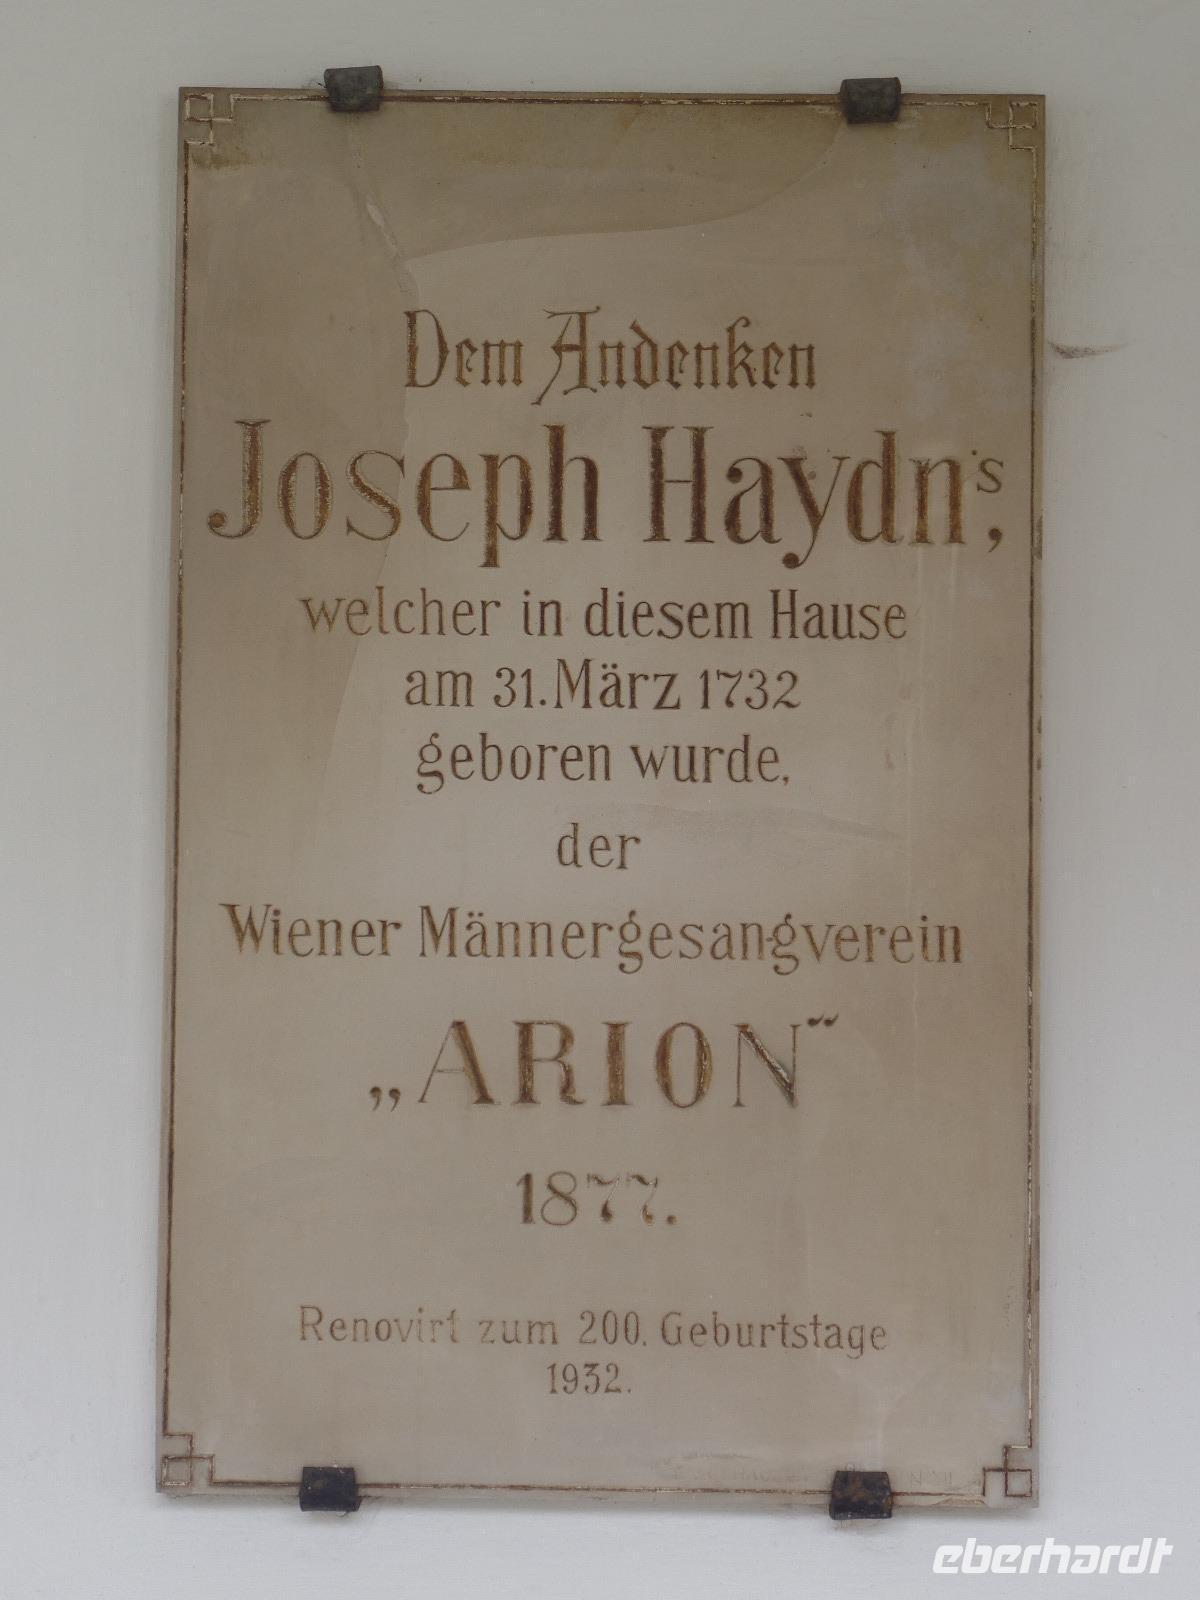 Dem Andenken
Joseph Haydn's,
welcher in diesem Hause
am 31. März 1732
geboren wurde,
der
Wiener Männergesangverein
„ARION“
1877.
Renovirt zum 200. Geburtstage
1932.
eberhardt